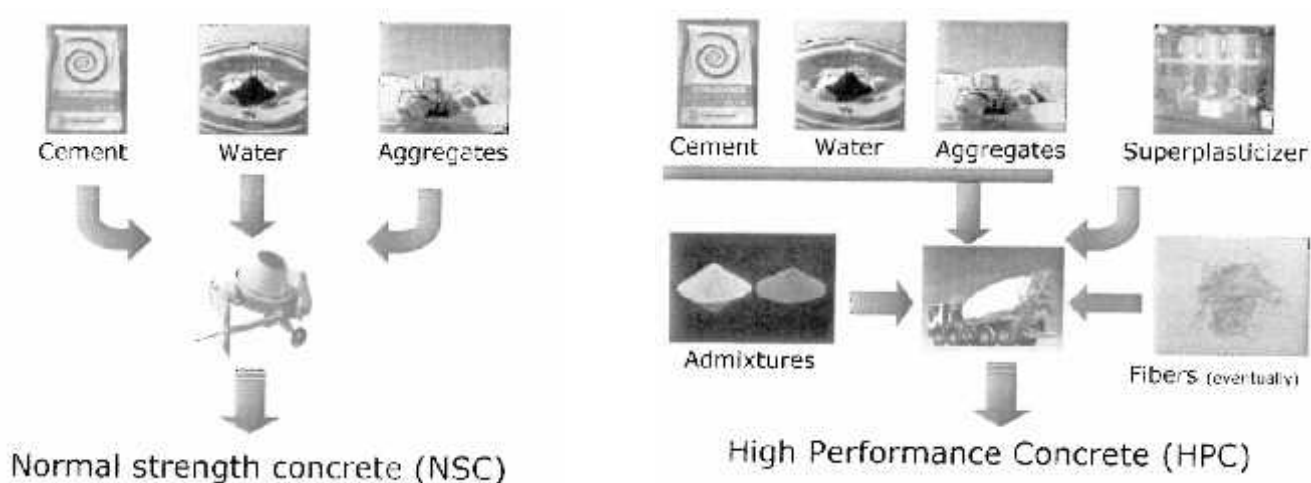 Cement Water Aggregates
Normal strength concrete (NSC)
Cement Water Aggregates Superplasticizer
Admixtures
Fibers (eventually)
High Performance Concrete (HPC)